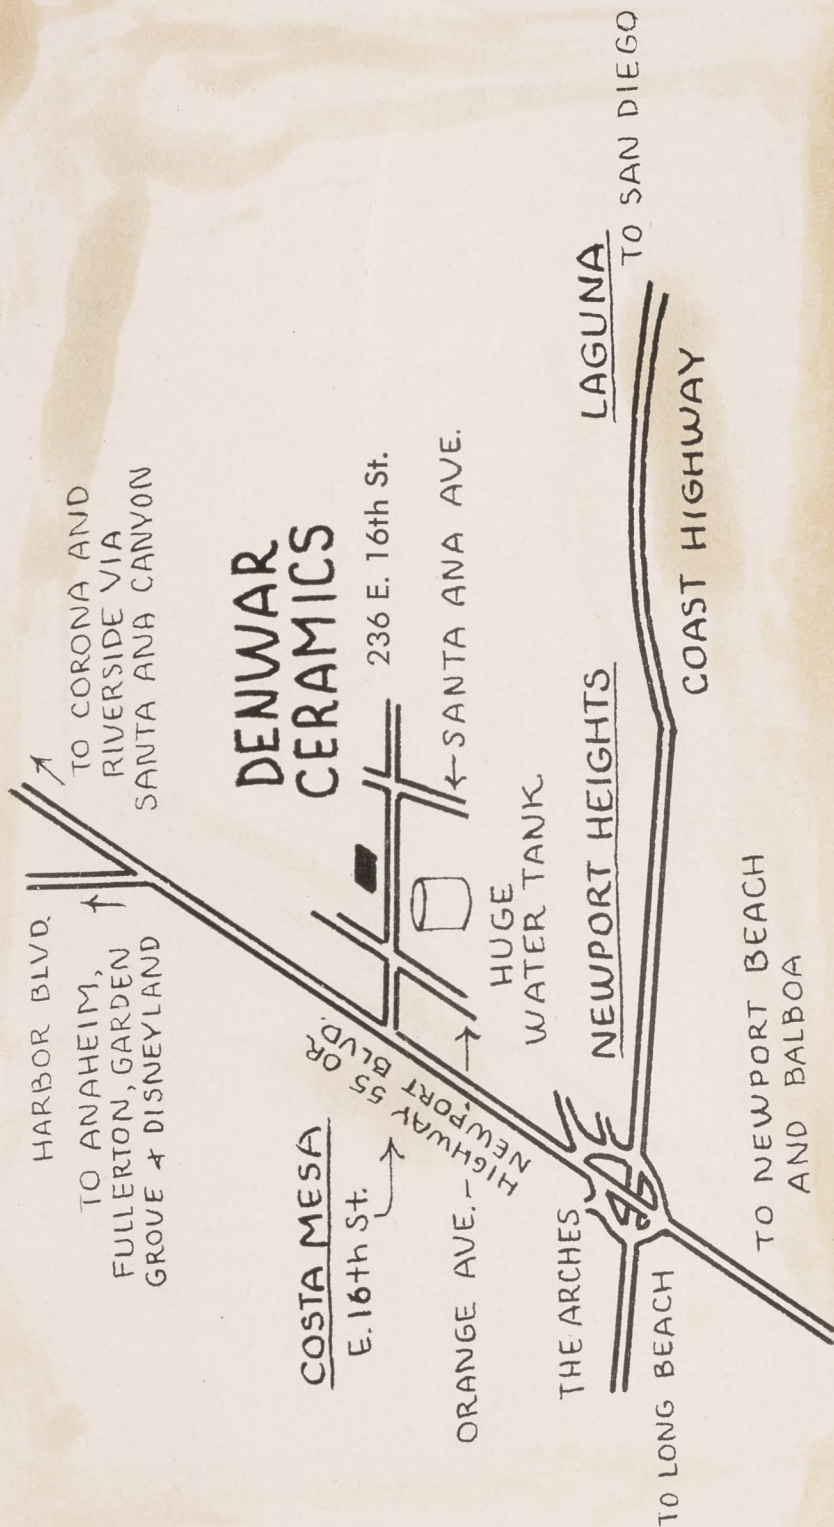 HARBOR BLVD.
TO ANAHEIM,
FULLERTON, GARDEN
GROVE & DISNEYLAND
TO CORONA AND
RIVERSIDE VIA
SANTA ANA CANYON
DENWAR
CERAMICS
236 E. 16th St.
COSTA MESA
E. 16th St.
HIGHWAY 55 OR
NEWPORT BLVD.
← SANTA ANA AVE.
ORANGE AVE. - - →
HUGE
WATER TANK
THE ARCHES
NEWPORT HEIGHTS
LAGUNA
TO SAN DIEGO
TO LONG BEACH
COAST HIGHWAY
TO NEWPORT BEACH
AND BALBOA